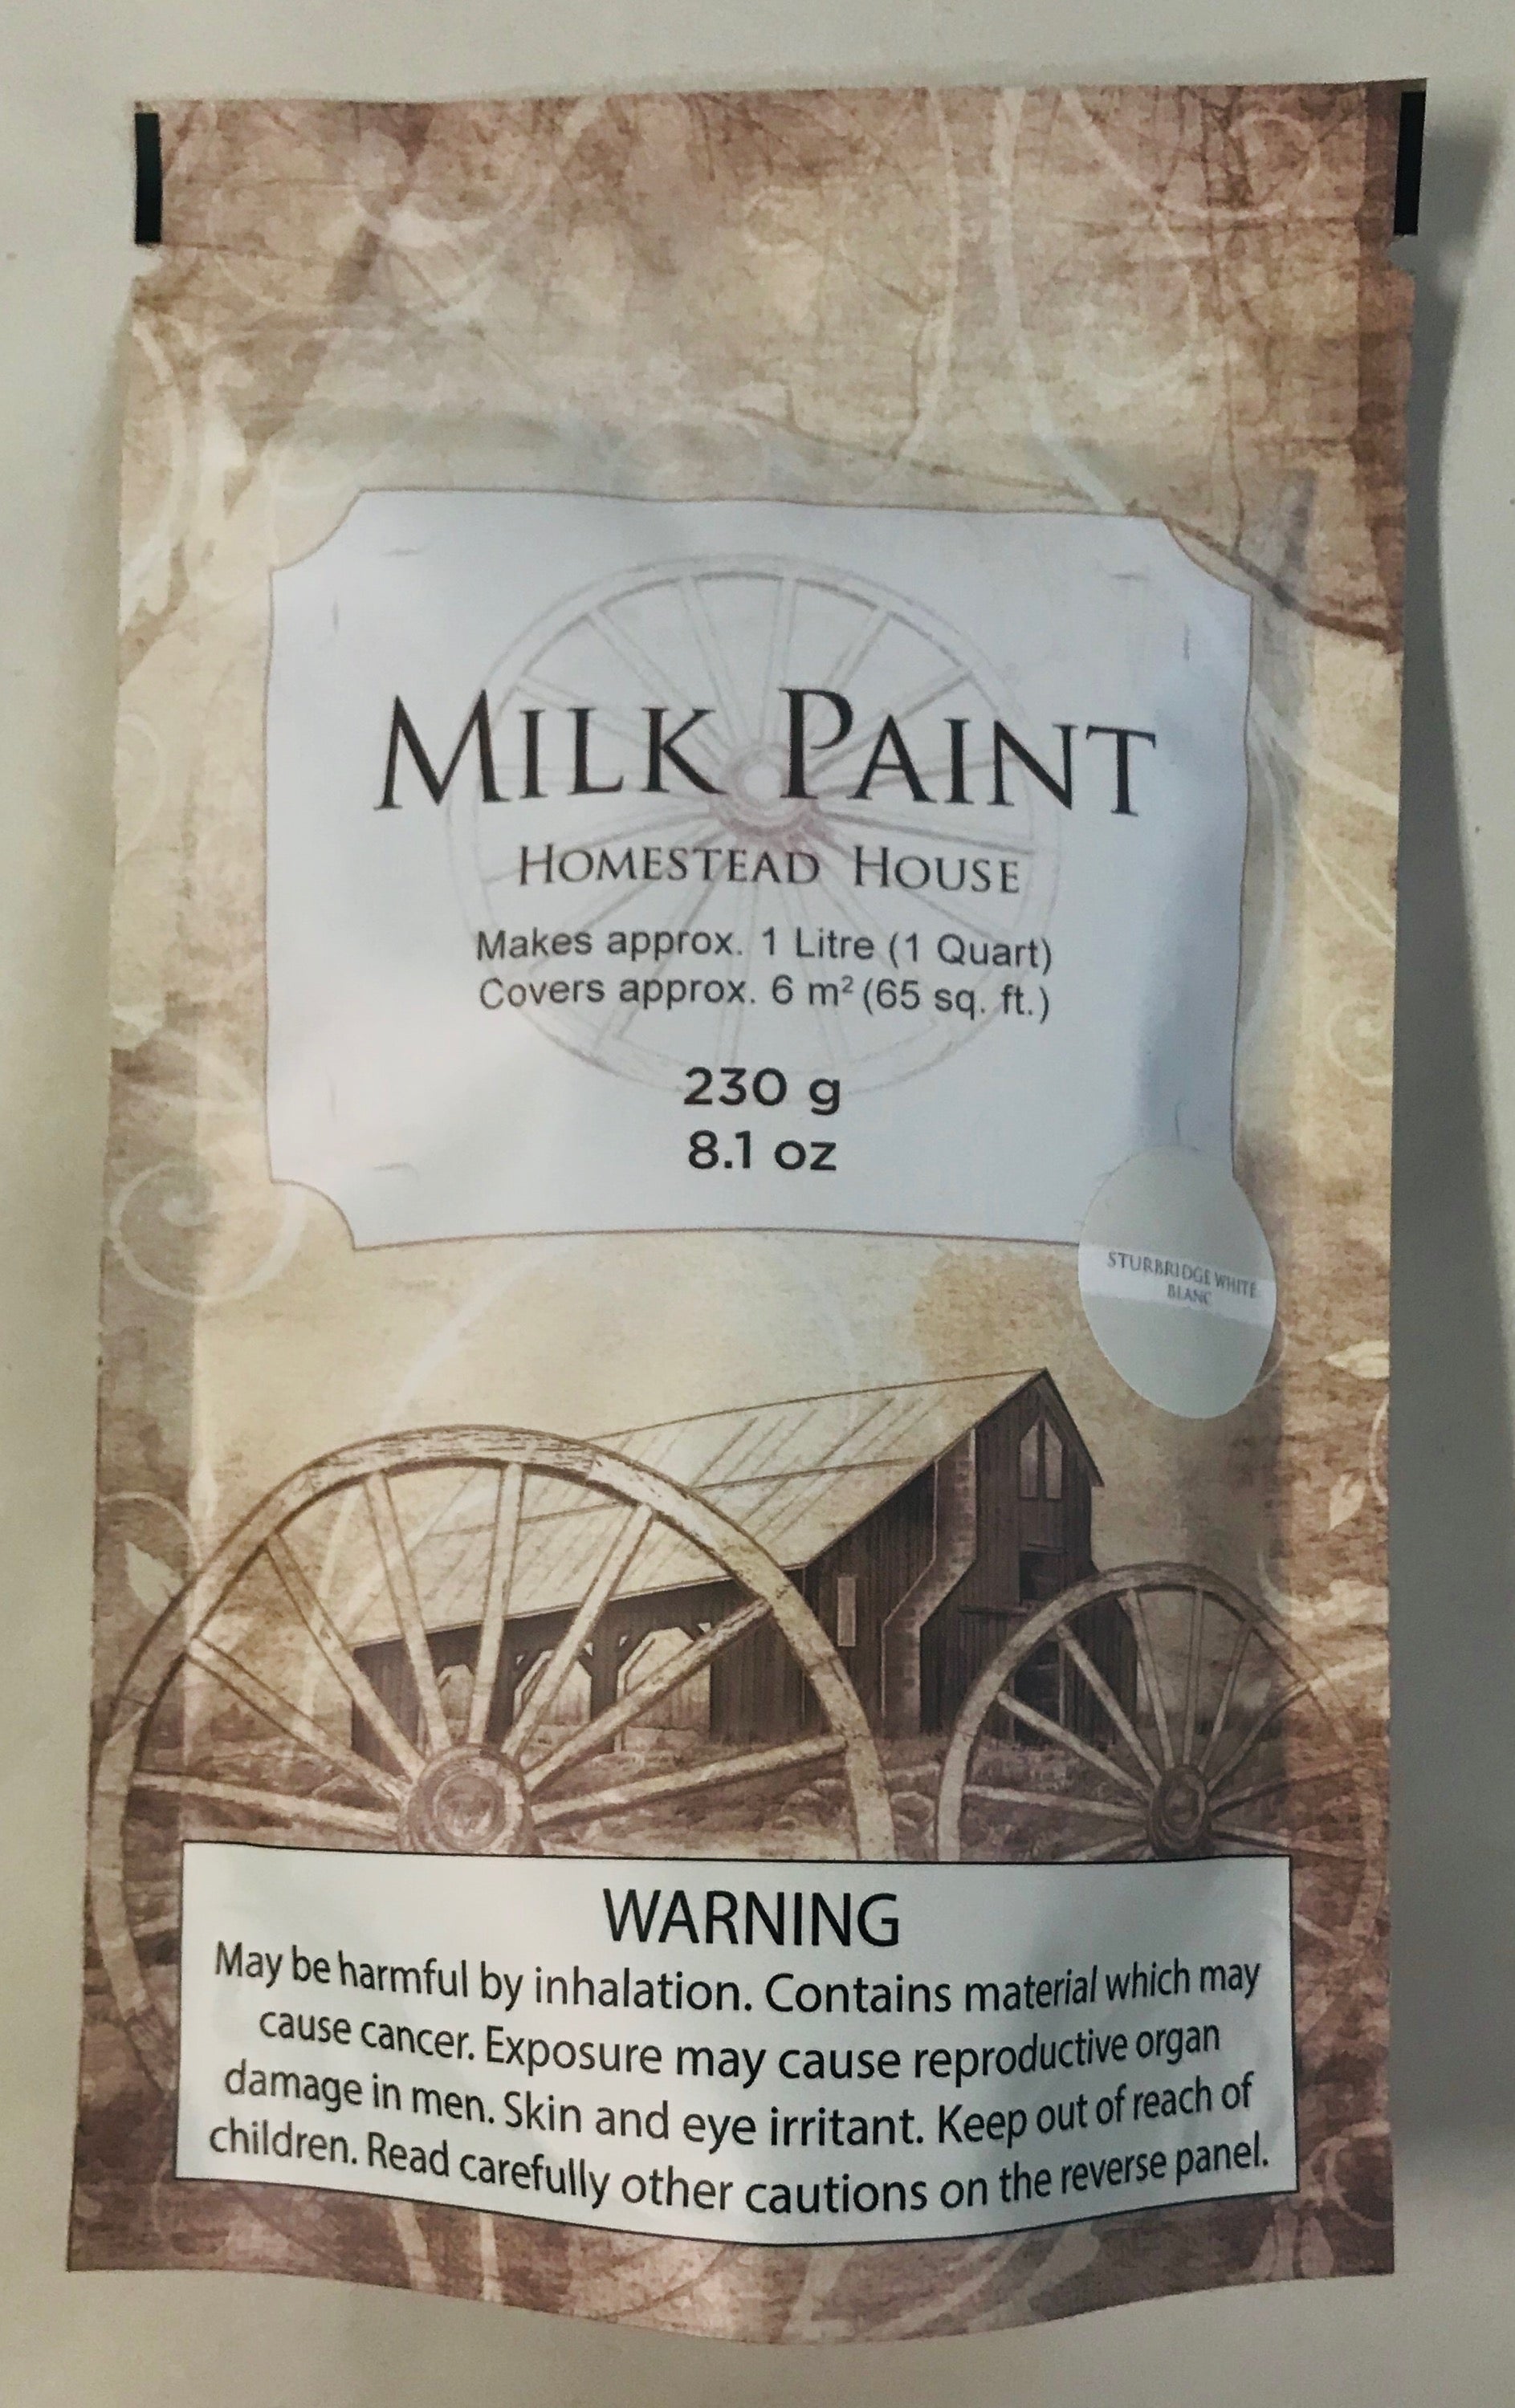 MILK PAINT
HOMESTEAD HOUSE
Makes approx. 1 Litre (1 Quart)
Covers approx. 6 m² (65 sq. ft.)
230 g
8.1 oz
STURBRIDGE WHITE
BLANC
WARNING
May be harmful by inhalation. Contains material which may
cause cancer. Exposure may cause reproductive organ
damage in men. Skin and eye irritant. Keep out of reach of
children. Read carefully other cautions on the reverse panel.